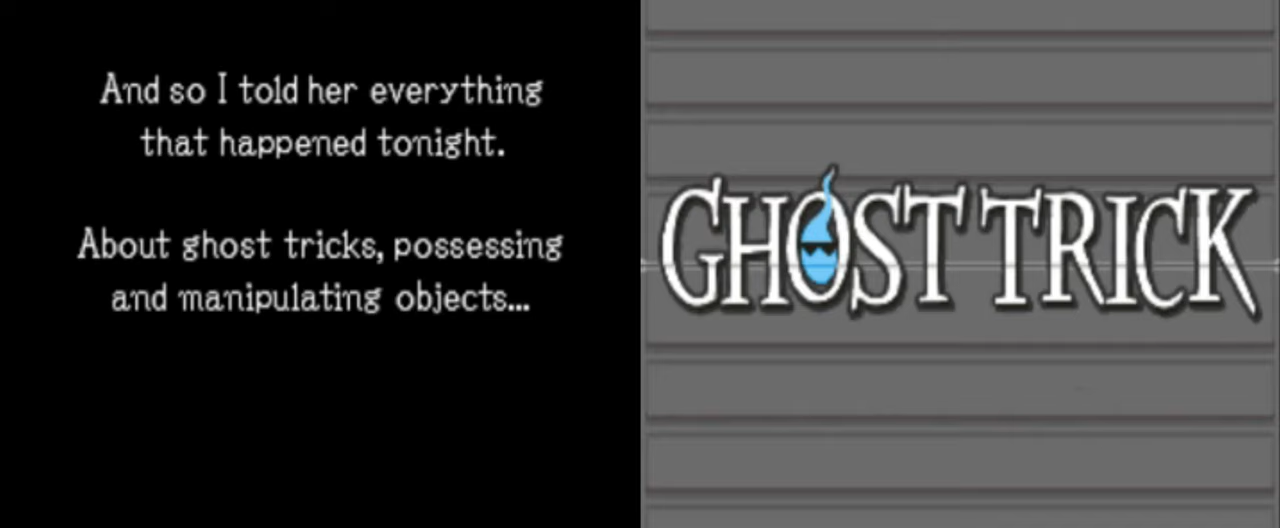 And so I told her everything
that happened tonight.
About ghost tricks, possessing
and manipulating objects...
GHOST TRICK